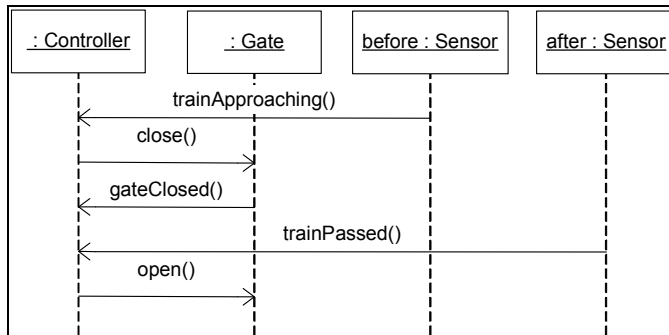 : Controller
: Gate
before : Sensor
after : Sensor
trainApproaching()
close()
gateClosed()
trainPassed()
open()